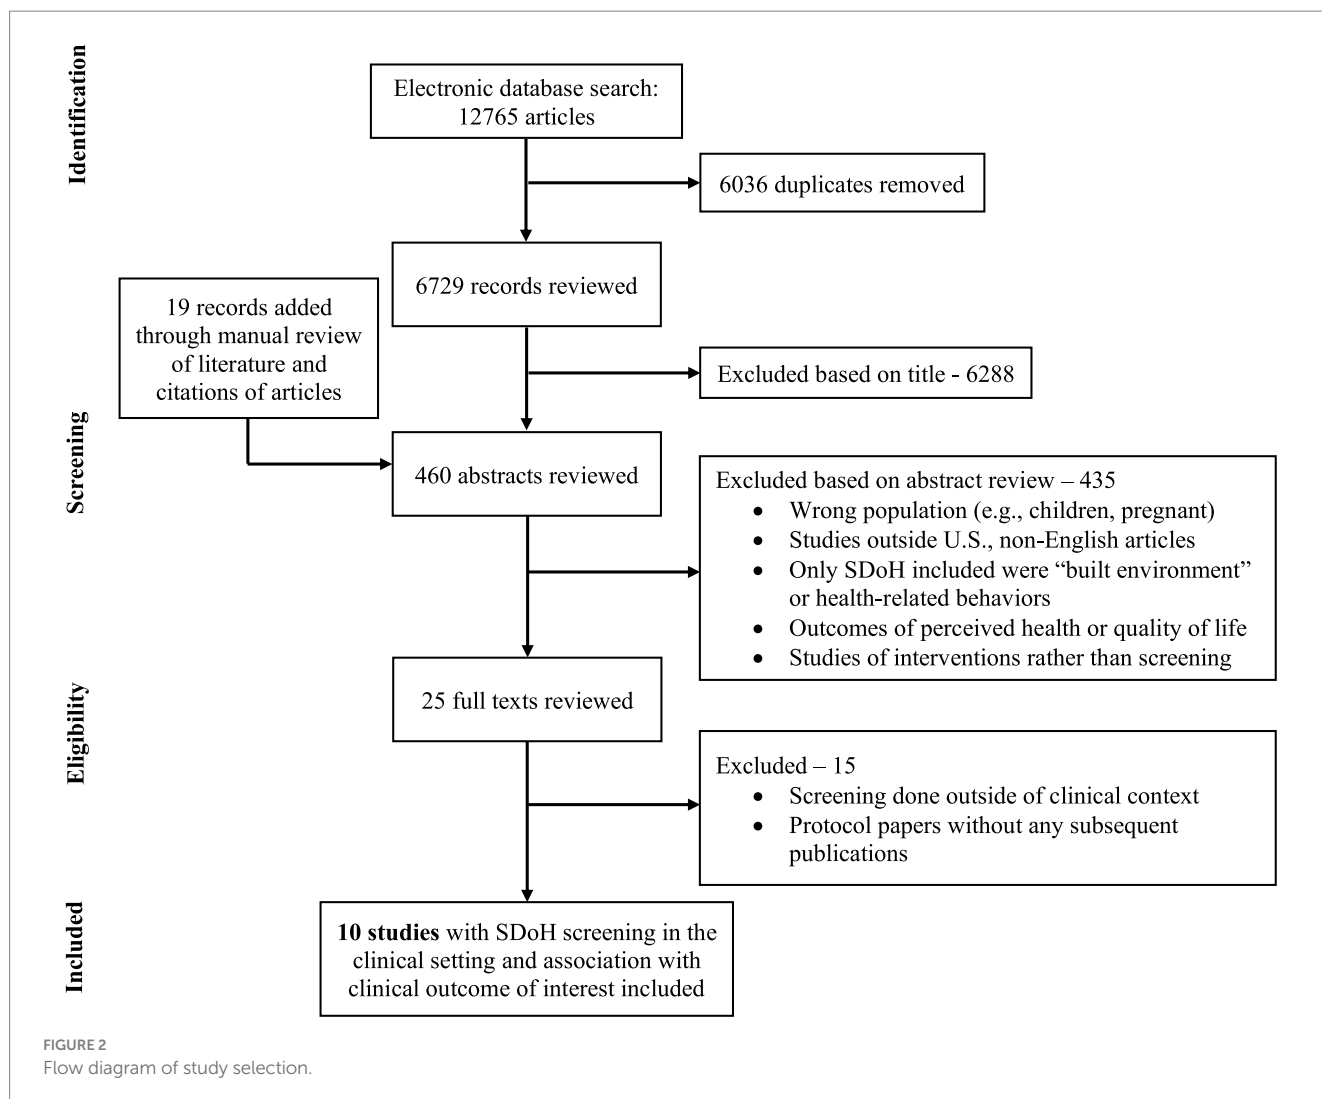 Identification
Electronic database search:
12765 articles
6036 duplicates removed
6729 records reviewed
19 records added
through manual review
of literature and
citations of articles
Excluded based on title - 6288
Screening
460 abstracts reviewed
Excluded based on abstract review – 435
• Wrong population (e.g., children, pregnant)
• Studies outside U.S., non-English articles
• Only SDoH included were “built environment”
or health-related behaviors
• Outcomes of perceived health or quality of life
• Studies of interventions rather than screening
Eligibility
25 full texts reviewed
Excluded – 15
• Screening done outside of clinical context
• Protocol papers without any subsequent
publications
Included
10 studies with SDoH screening in the
clinical setting and association with
clinical outcome of interest included
FIGURE 2
Flow diagram of study selection.